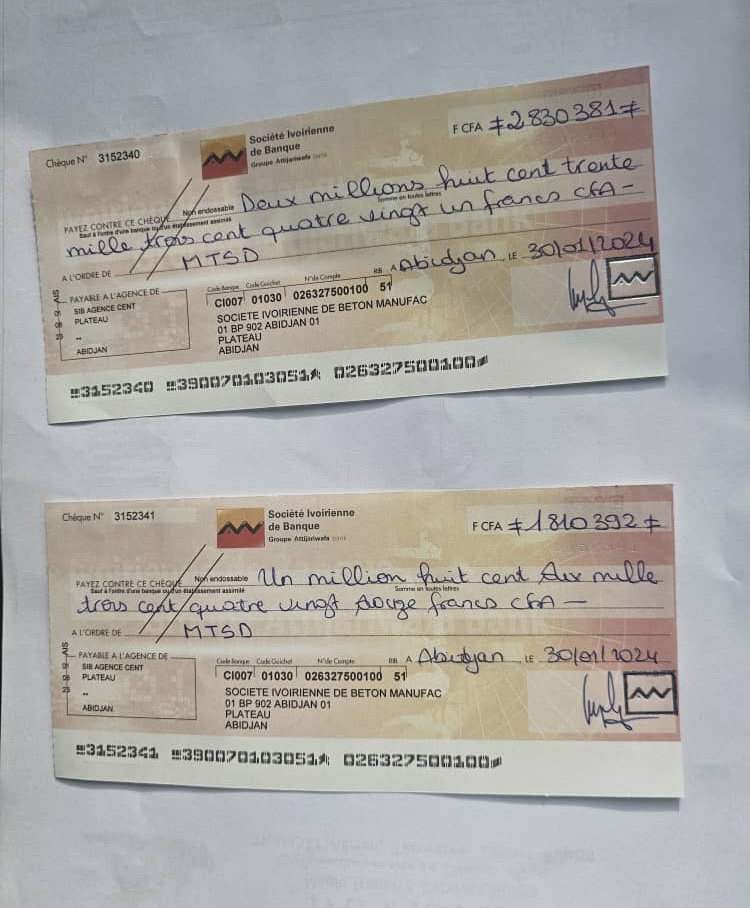 Chèque N° 3152340
Société Ivoirienne
de Banque
Groupe Attijariwafa bank
F CFA ≠2830381≠
PAYEZ CONTRE CE CHÈQUE Non endossable Deux millions huit cent trente
Sauf à l'ordre d'une banque ou d'un établissement assimilé Somme en toutes lettres
mille trois cent quatre vingt un francs CFA —
A L'ORDRE DE MTSD
A Abidjan, LE 30/01/2024
PAYABLE A L'AGENCE DE
SIB AGENCE CENT
PLATEAU
--
ABIDJAN
Code Banque Code Guichet N° de Compte RIB
CI007 01030 026327500100 51
SOCIETE IVOIRIENNE DE BETON MANUFAC
01 BP 902 ABIDJAN 01
PLATEAU
ABIDJAN
3152340 390070103051 026327500100
Chèque N° 3152341
Société Ivoirienne
de Banque
Groupe Attijariwafa bank
F CFA ≠1810392≠
PAYEZ CONTRE CE CHÈQUE Non endossable Un million huit cent dix mille
Sauf à l'ordre d'une banque ou d'un établissement assimilé Somme en toutes lettres
trois cent quatre vingt douze francs CFA —
A L'ORDRE DE MTSD
A Abidjan, LE 30/01/2024
PAYABLE A L'AGENCE DE
SIB AGENCE CENT
PLATEAU
--
ABIDJAN
Code Banque Code Guichet N° de Compte RIB
CI007 01030 026327500100 51
SOCIETE IVOIRIENNE DE BETON MANUFAC
01 BP 902 ABIDJAN 01
PLATEAU
ABIDJAN
3152341 390070103051 026327500100